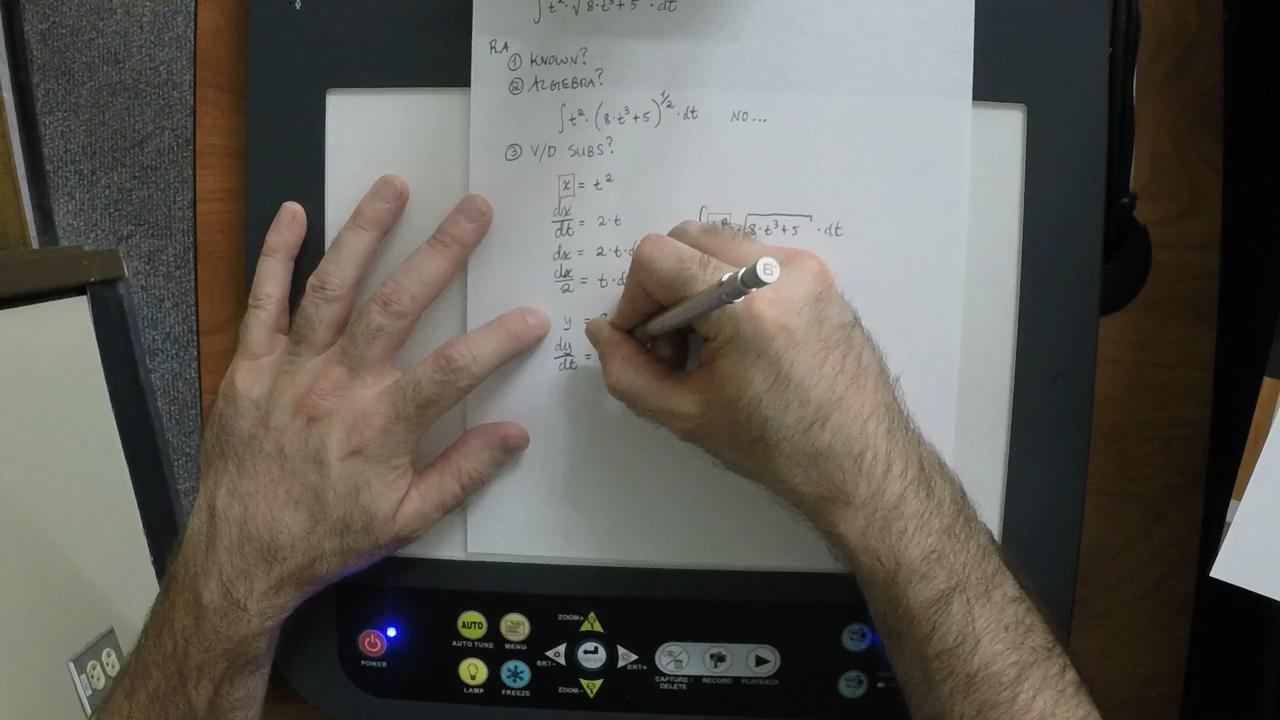 ∫ t² · √8·t³+5 · dt
RA
① KNOWN?
② ALGEBRA?
∫ t² · (8·t³+5)^1/2 · dt NO...
③ V/D SUBS?
x = t²
dx/dt = 2·t
∫ √8·t³+5 · dt
dx = 2·t·d
dx/2 = t·d
y =
dy/dt =
6
AUTO
AUTO TUNE
MENU
ZOOM+
POWER
BRT-
BRT+
LAMP
FREEZE
ZOOM-
CAPTURE / DELETE
RECORD
PLAYBACK